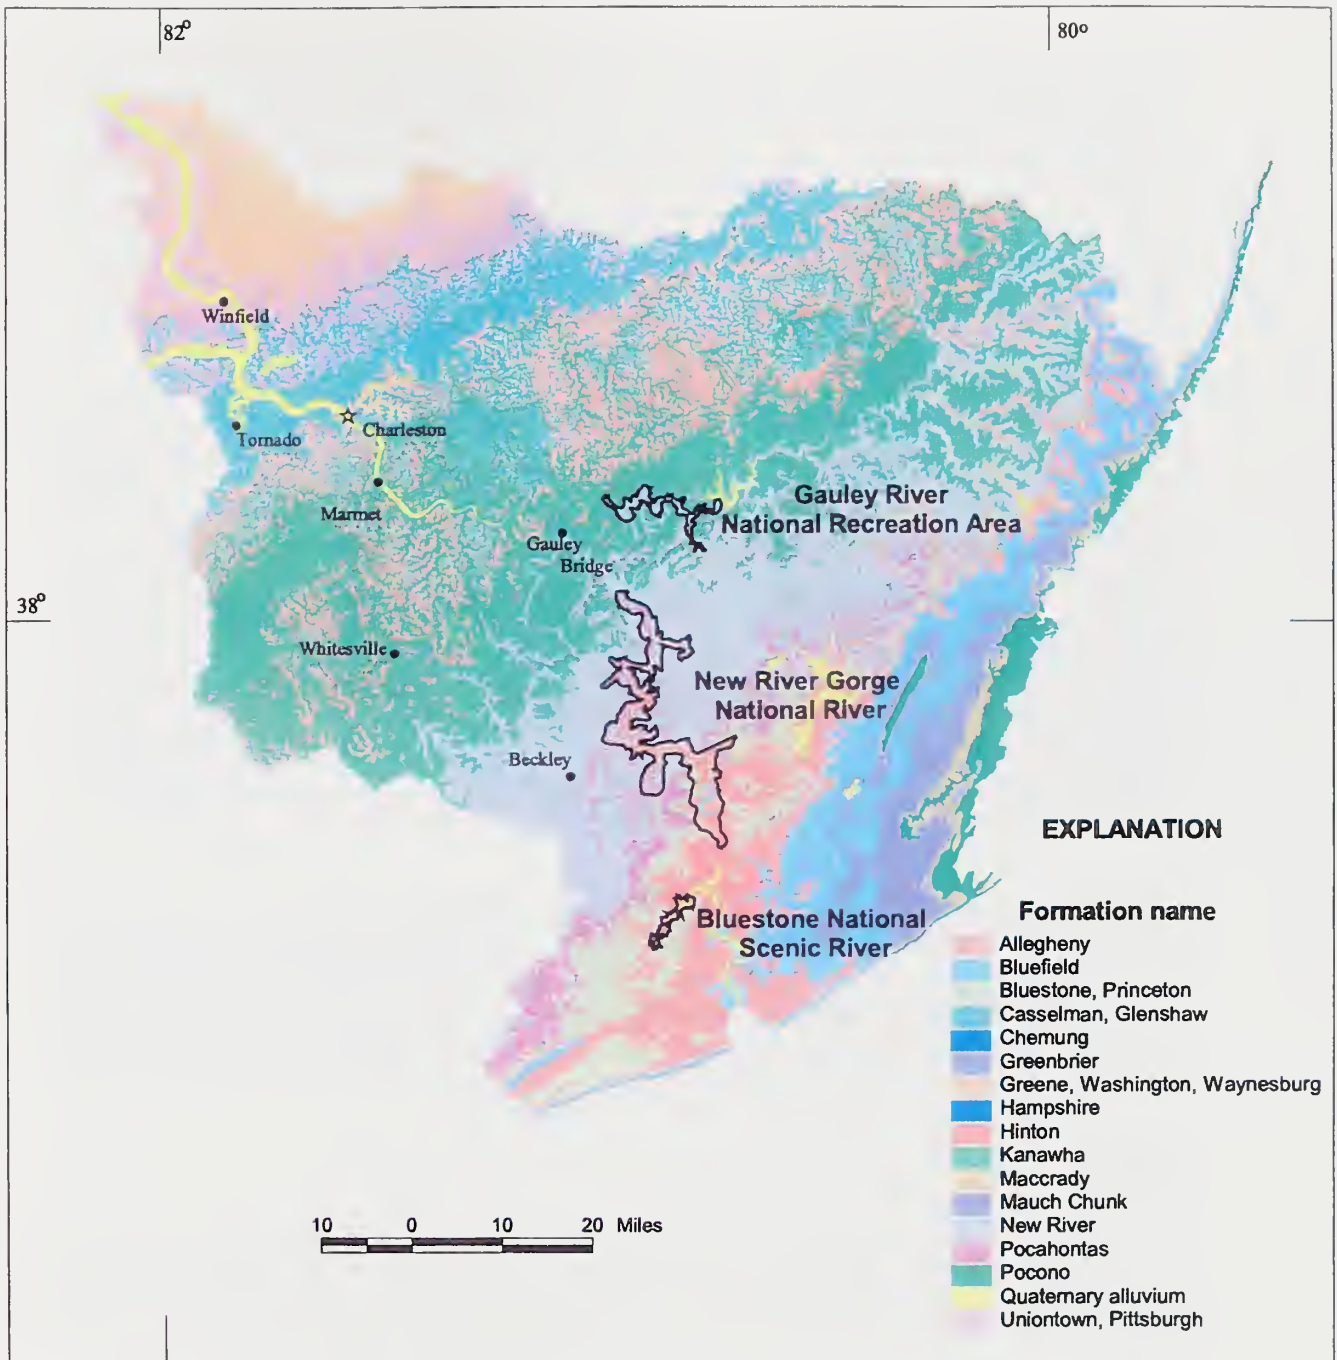 82°
80°
Winfield
Tornado
Charleston
Marmet
Gauley
Bridge
Gauley River
National Recreation Area
38°
Whitesville
New River Gorge
National River
Beckley
Bluestone National
Scenic River
EXPLANATION
Formation name
Allegheny
Bluefield
Bluestone, Princeton
Casselman, Glenshaw
Chemung
Greenbrier
Greene, Washington, Waynesburg
Hampshire
Hinton
Kanawha
Maccrady
Mauch Chunk
New River
Pocahontas
Pocono
Quaternary alluvium
Uniontown, Pittsburgh
10 0 10 20 Miles